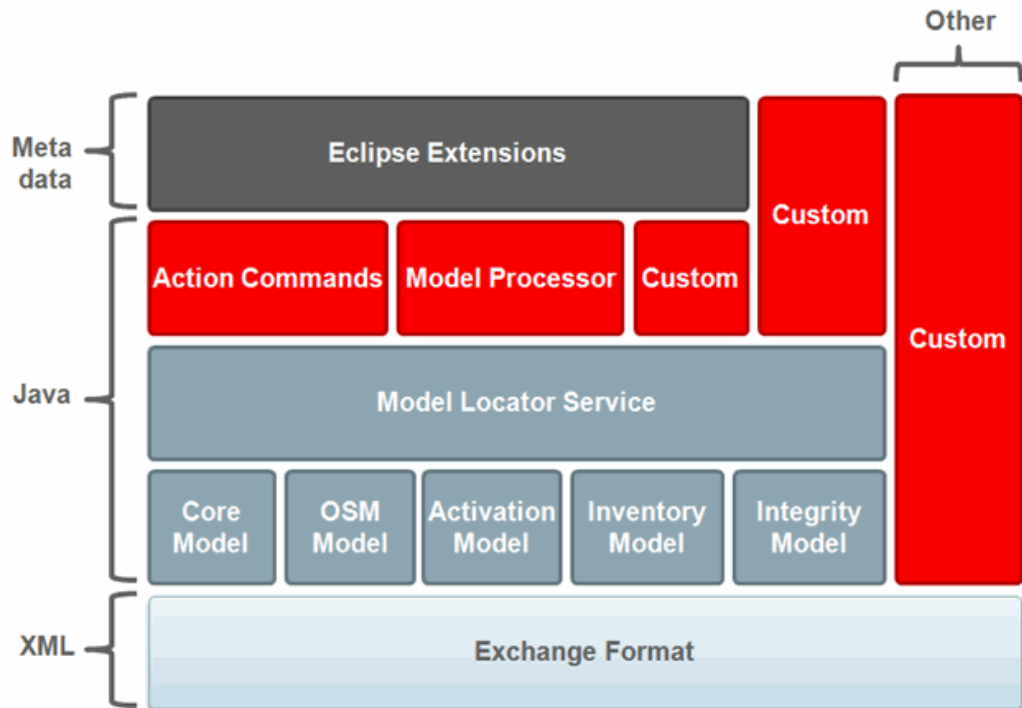 Other
Meta
data
Eclipse Extensions
Custom
Action Commands
Model Processor
Custom
Custom
Java
Model Locator Service
Core
Model
OSM
Model
Activation
Model
Inventory
Model
Integrity
Model
XML
Exchange Format